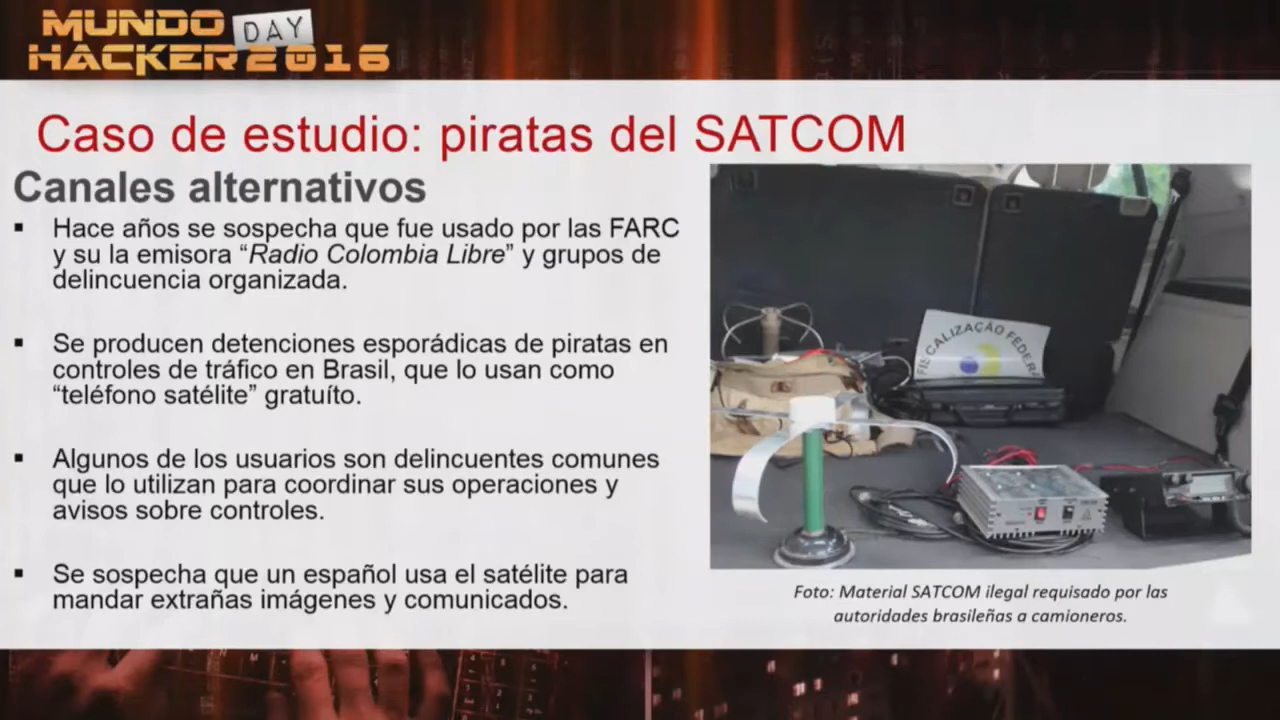 MUNDO DAY
HACKER 2016
Caso de estudio: piratas del SATCOM
Canales alternativos
▪ Hace años se sospecha que fue usado por las FARC
y su la emisora “Radio Colombia Libre” y grupos de
delincuencia organizada.
▪ Se producen detenciones esporádicas de piratas en
controles de tráfico en Brasil, que lo usan como
“teléfono satélite” gratuíto.
▪ Algunos de los usuarios son delincuentes comunes
que lo utilizan para coordinar sus operaciones y
avisos sobre controles.
▪ Se sospecha que un español usa el satélite para
mandar extrañas imágenes y comunicados.
FISCALIZAÇÃO FEDERA
Foto: Material SATCOM ilegal requisado por las
autoridades brasileñas a camioneros.